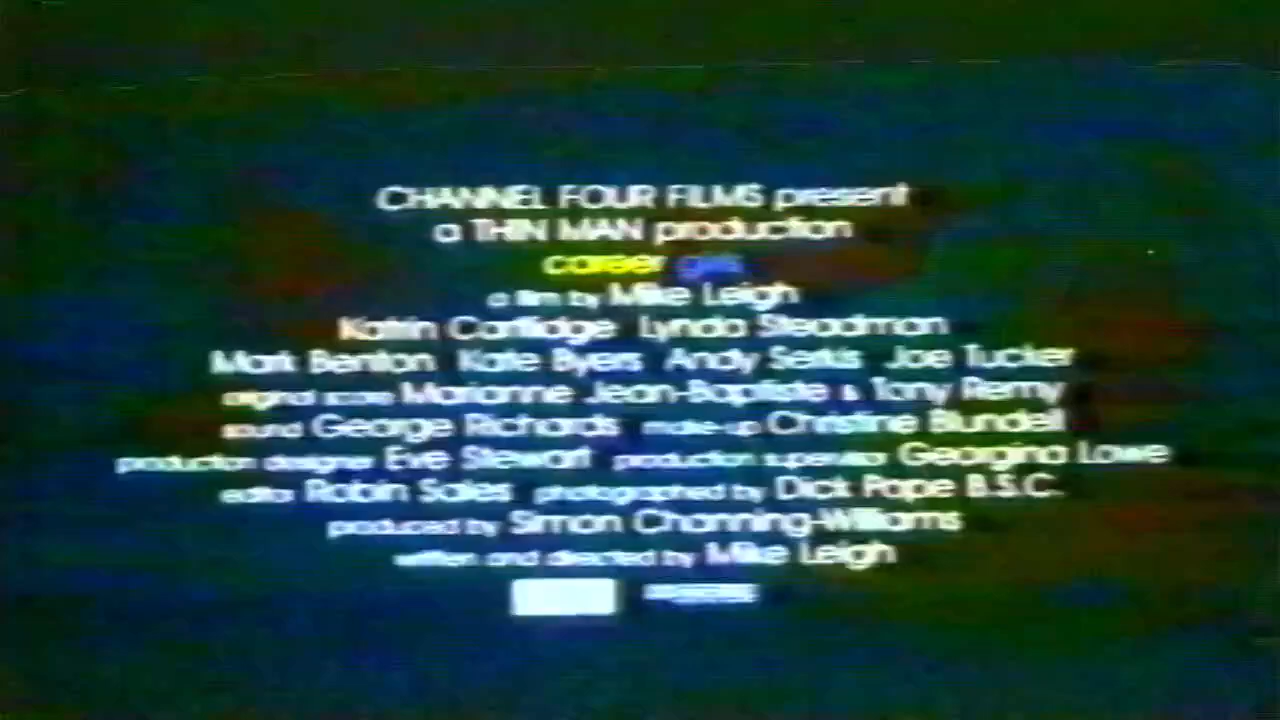 CHANNEL FOUR FILMS present
a THIN MAN production
career girls
a film by Mike Leigh
Katrin Cartlidge Lynda Steadman
Mark Benton Kate Byers Andy Serkis Joe Tucker
original score Marianne Jean-Baptiste & Tony Remy
sound George Richards make-up Christine Blundell
production designer Eve Stewart production supervisor Georgina Lowe
editor Robin Sales photographed by Dick Pope B.S.C.
produced by Simon Channing-Williams
written and directed by Mike Leigh